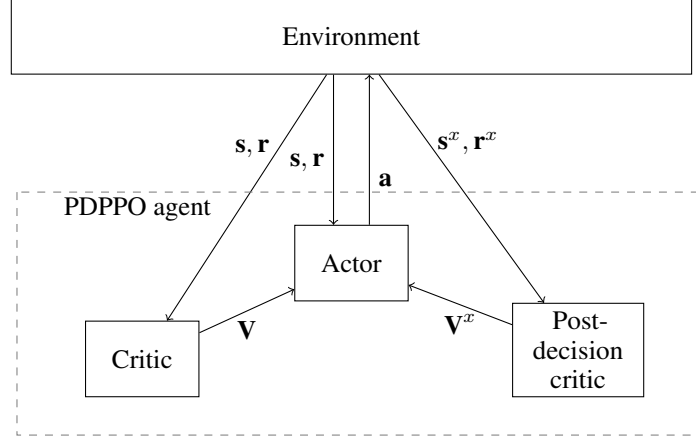 Environment
s, r
s, r
a
s^x, r^x
PDPPO agent
Actor
V
V^x
Critic
Post-
decision
critic